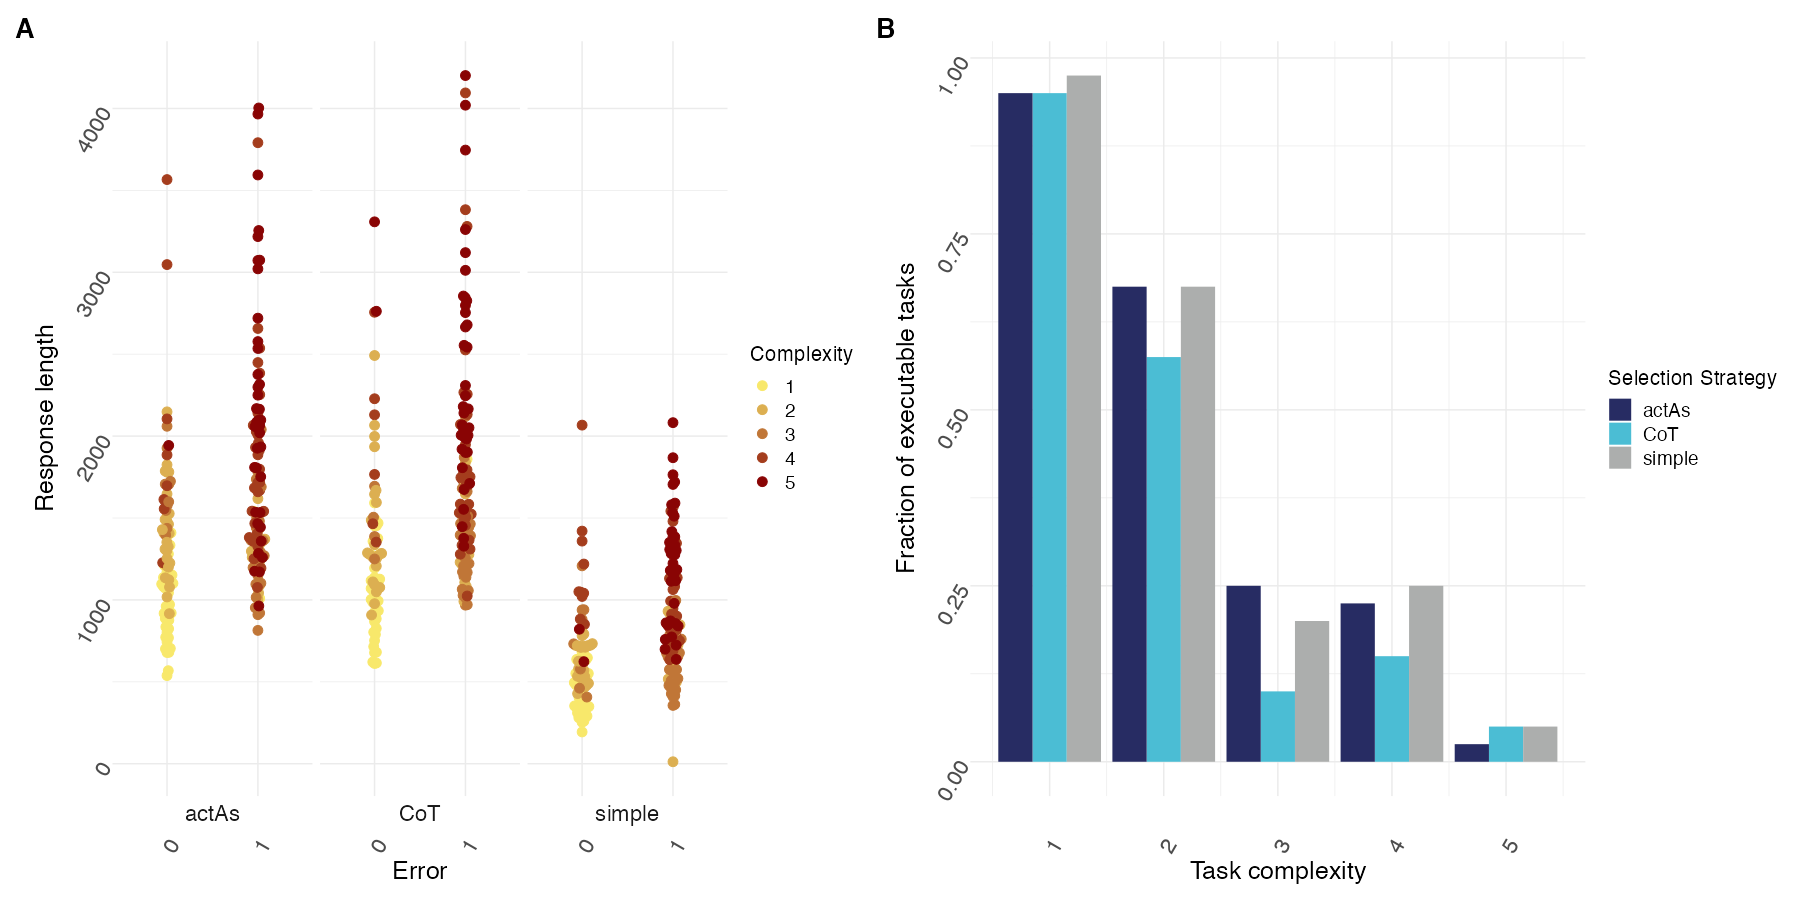 A
Response length
4000
3000
2000
1000
0
actAs
CoT
simple
0
1
0
1
0
1
Error
Complexity
1
2
3
4
5
B
Fraction of executable tasks
1.00
0.75
0.50
0.25
0.00
1
2
3
4
5
Task complexity
Selection Strategy
actAs
CoT
simple